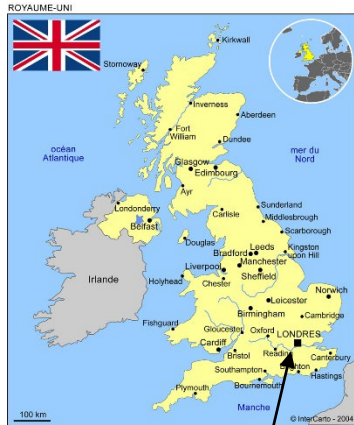 ROYAUME-UNI
Kirkwall
Stornoway
Inverness
Aberdeen
Fort
William
Dundee
océan
Atlantique
mer du
Nord
Glasgow
Edimbourg
Ayr
Londonderry
Belfast
Carlisle
Sunderland
Middlesbrough
Scarborough
Douglas
Bradford
Leeds
Kingston
upon Hill
Irlande
Liverpool
Manchester
Holyhead
Chester
Sheffield
Norwich
Leicester
Birmingham
Cambridge
Fishguard
Gloucester
Oxford
LONDRES
Cardiff
Bristol
Reading
Canterbury
Southampton
Brighton
Hastings
Bournemouth
Plymouth
Manche
100 km
© InterCarto - 2004